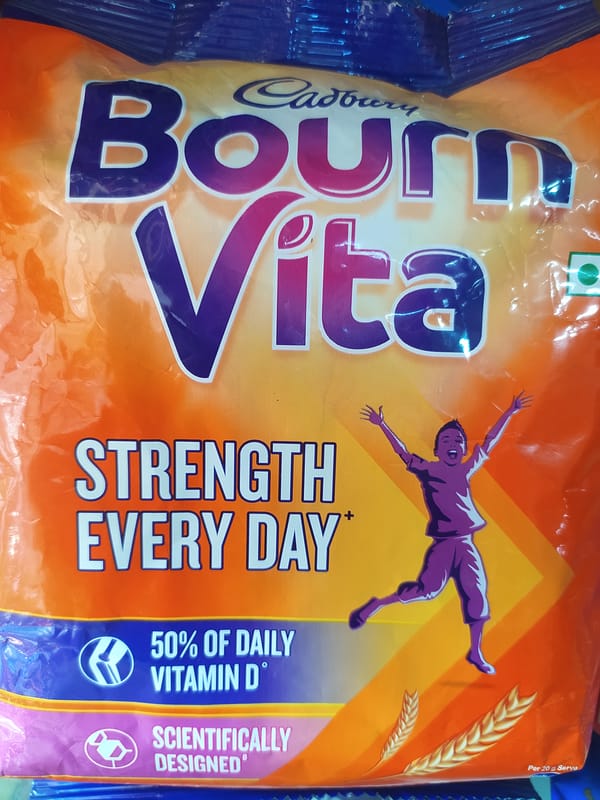 Cadbury
Bourn
Vita
STRENGTH
EVERY DAY+
50% OF DAILY
VITAMIN D°
SCIENTIFICALLY
DESIGNED#
Per 20 g Serve